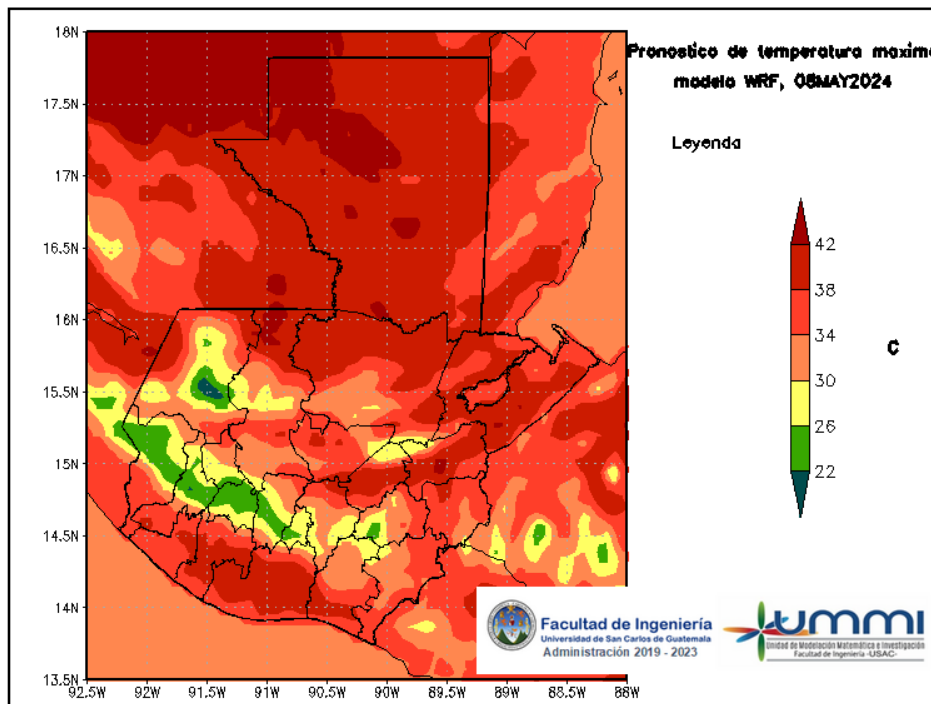 Pronostico de temperatura maxima
modelo WRF, 08MAY2024
Leyenda
42
38
34
30
26
22
C
18N
17.5N
17N
16.5N
16N
15.5N
15N
14.5N
14N
13.5N
92.5W
92W
91.5W
91W
90.5W
90W
89.5W
89W
88.5W
88W
Facultad de Ingeniería
Universidad de San Carlos de Guatemala
Administración 2019 - 2023
ummi
Unidad de Modelación Matemática e Investigación
Facultad de Ingeniería -USAC-